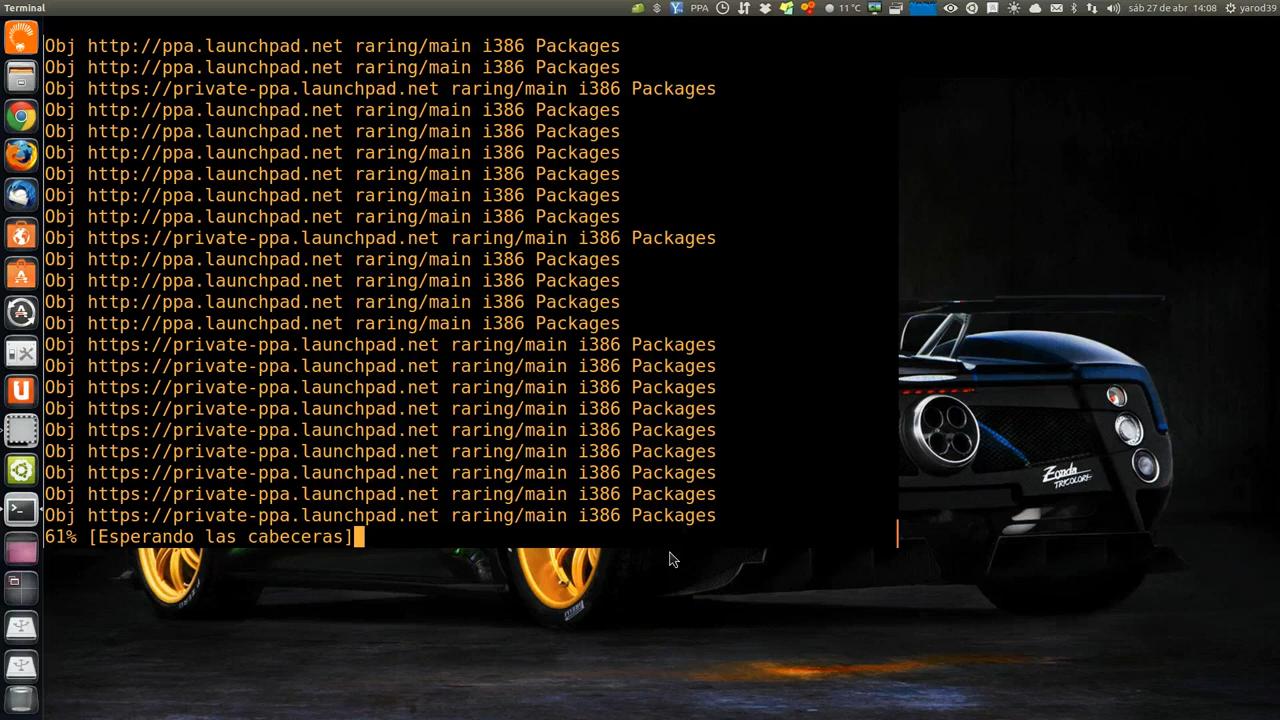 Terminal
PPA
11 °C
sáb 27 de abr
14:08
yarod39
Obj http://ppa.launchpad.net raring/main i386 Packages
Obj http://ppa.launchpad.net raring/main i386 Packages
Obj https://private-ppa.launchpad.net raring/main i386 Packages
Obj http://ppa.launchpad.net raring/main i386 Packages
Obj http://ppa.launchpad.net raring/main i386 Packages
Obj http://ppa.launchpad.net raring/main i386 Packages
Obj http://ppa.launchpad.net raring/main i386 Packages
Obj http://ppa.launchpad.net raring/main i386 Packages
Obj http://ppa.launchpad.net raring/main i386 Packages
Obj https://private-ppa.launchpad.net raring/main i386 Packages
Obj http://ppa.launchpad.net raring/main i386 Packages
Obj http://ppa.launchpad.net raring/main i386 Packages
Obj http://ppa.launchpad.net raring/main i386 Packages
Obj http://ppa.launchpad.net raring/main i386 Packages
Obj https://private-ppa.launchpad.net raring/main i386 Packages
Obj https://private-ppa.launchpad.net raring/main i386 Packages
Obj https://private-ppa.launchpad.net raring/main i386 Packages
Obj https://private-ppa.launchpad.net raring/main i386 Packages
Obj https://private-ppa.launchpad.net raring/main i386 Packages
Obj https://private-ppa.launchpad.net raring/main i386 Packages
Obj https://private-ppa.launchpad.net raring/main i386 Packages
Obj https://private-ppa.launchpad.net raring/main i386 Packages
Obj https://private-ppa.launchpad.net raring/main i386 Packages
61% [Esperando las cabeceras]
Zonda
TRICOLORE